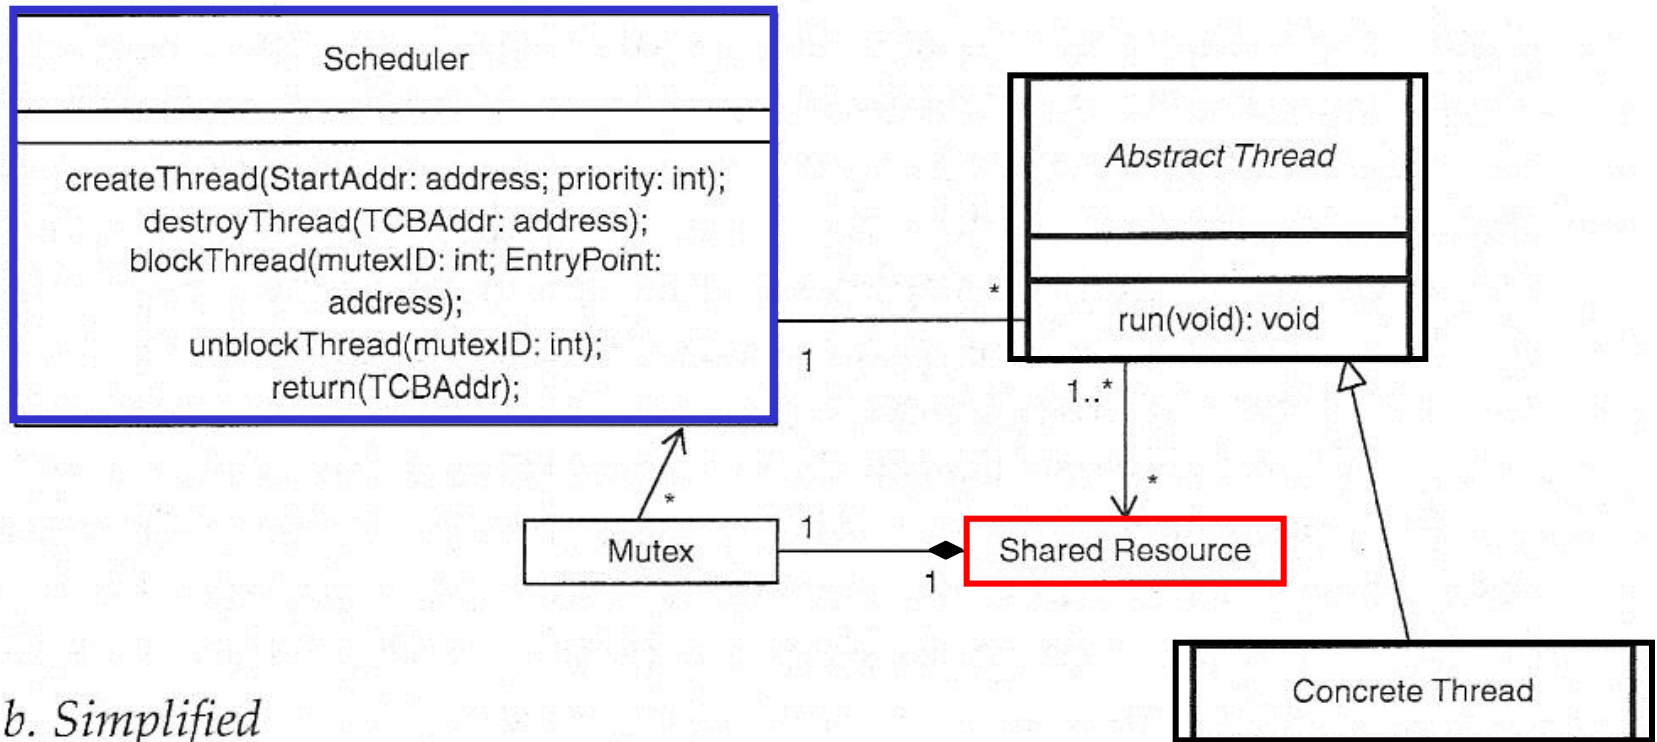 Scheduler
createThread(StartAddr: address; priority: int);
destroyThread(TCBAddr: address);
blockThread(mutexID: int; EntryPoint:
address);
unblockThread(mutexID: int);
return(TCBAddr);
Abstract Thread
run(void): void
*
1
1..*
*
*
Mutex
1
1
Shared Resource
Concrete Thread
b. Simplified